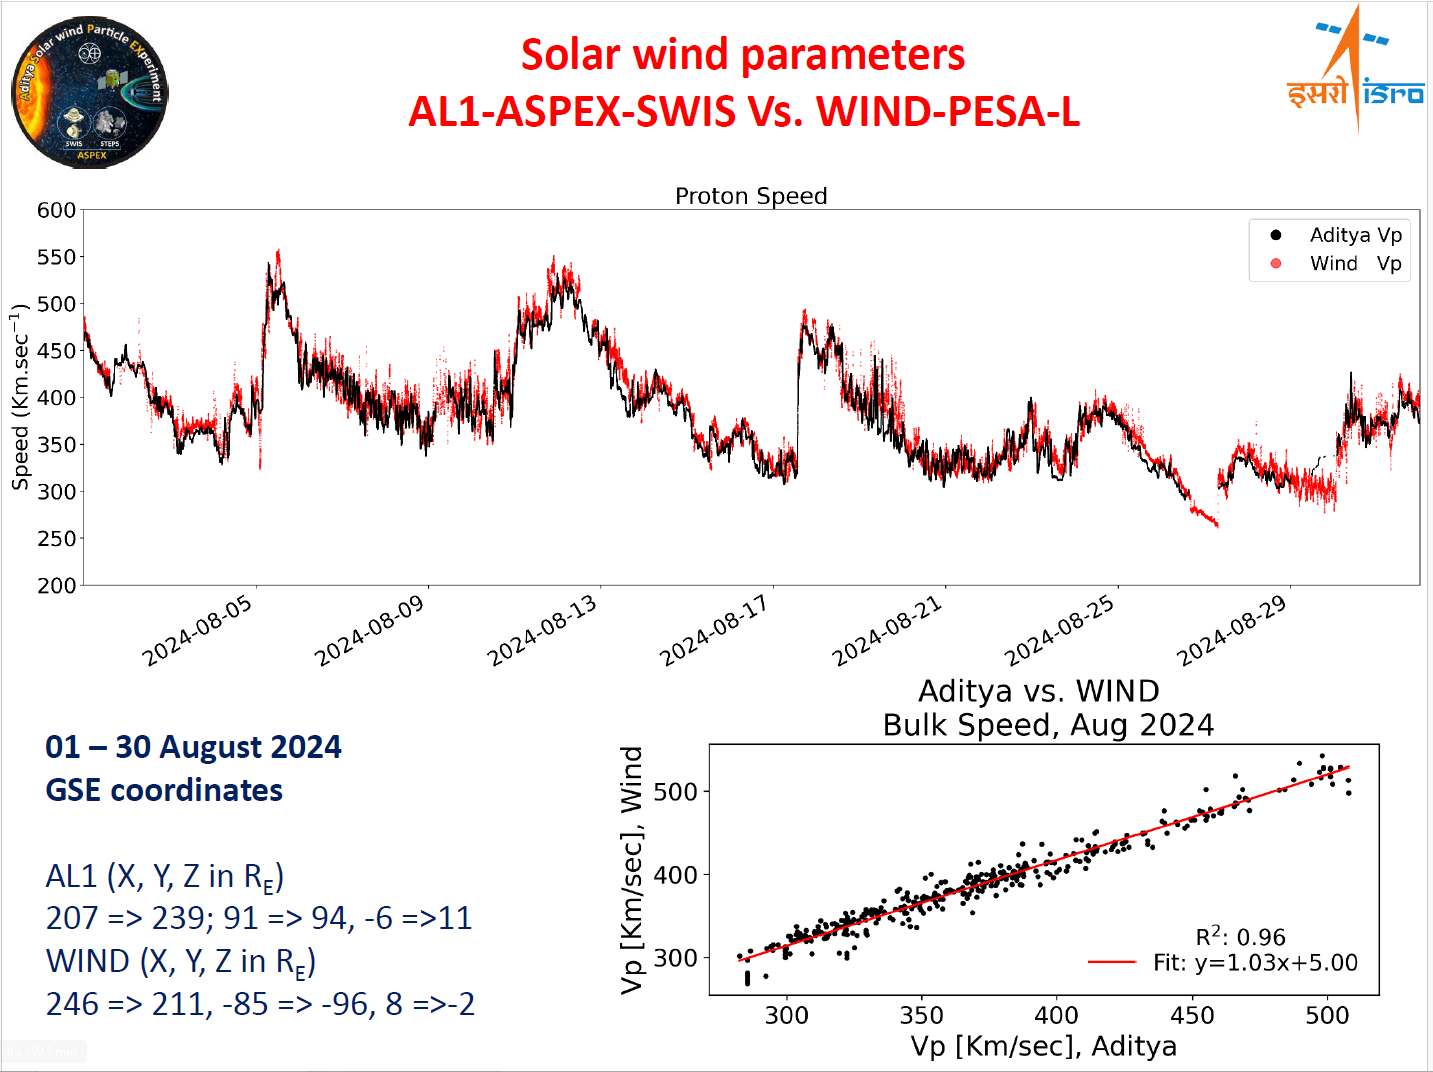 Aditya Solar wind Particle EXperiment
SWIS STEPS
ASPEX
Solar wind parameters
AL1-ASPEX-SWIS Vs. WIND-PESA-L
इसरो isro
Proton Speed
Aditya Vp
Wind Vp
Speed (Km.sec⁻¹)
600
550
500
450
400
350
300
250
200
2024-08-05
2024-08-09
2024-08-13
2024-08-17
2024-08-21
2024-08-25
2024-08-29
01 – 30 August 2024
GSE coordinates
AL1 (X, Y, Z in R_E)
207 => 239; 91 => 94, -6 =>11
WIND (X, Y, Z in R_E)
246 => 211, -85 => -96, 8 =>-2
Aditya vs. WIND
Bulk Speed, Aug 2024
Vp [Km/sec], Wind
500
400
300
R²: 0.96
Fit: y=1.03x+5.00
300
350
400
450
500
Vp [Km/sec], Aditya